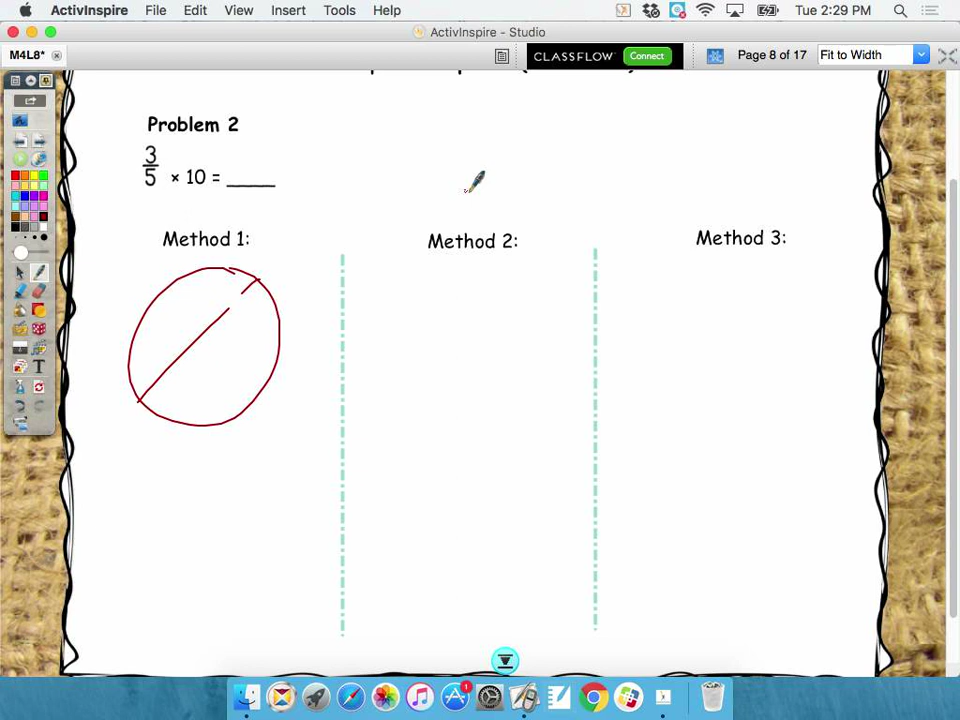 ActivInspire File Edit View Insert Tools Help Tue 2:29 PM
ActivInspire - Studio
M4L8* CLASSFLOW Connect Page 8 of 17 Fit to Width
Problem 2
3
5 × 10 = ____
Method 1: Method 2: Method 3:
T
1